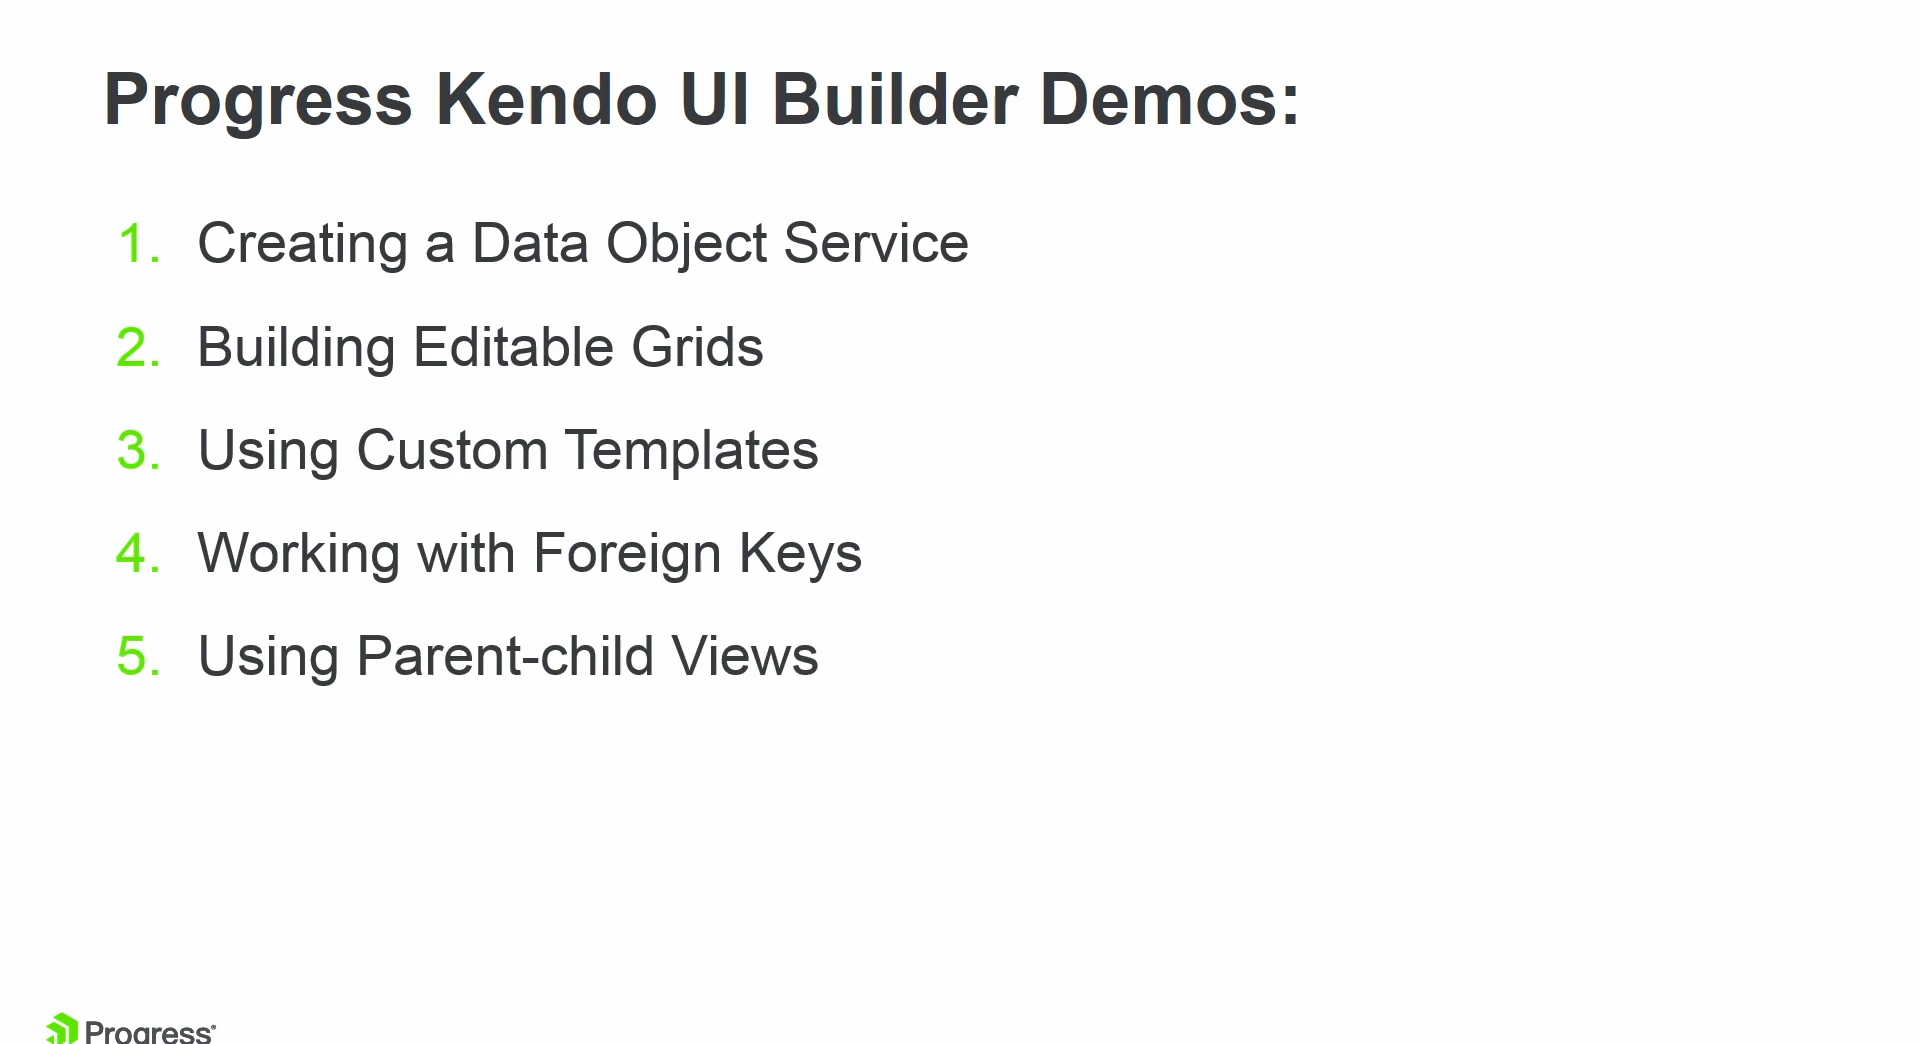 Progress Kendo UI Builder Demos:
1. Creating a Data Object Service
2. Building Editable Grids
3. Using Custom Templates
4. Working with Foreign Keys
5. Using Parent-child Views
Progress®